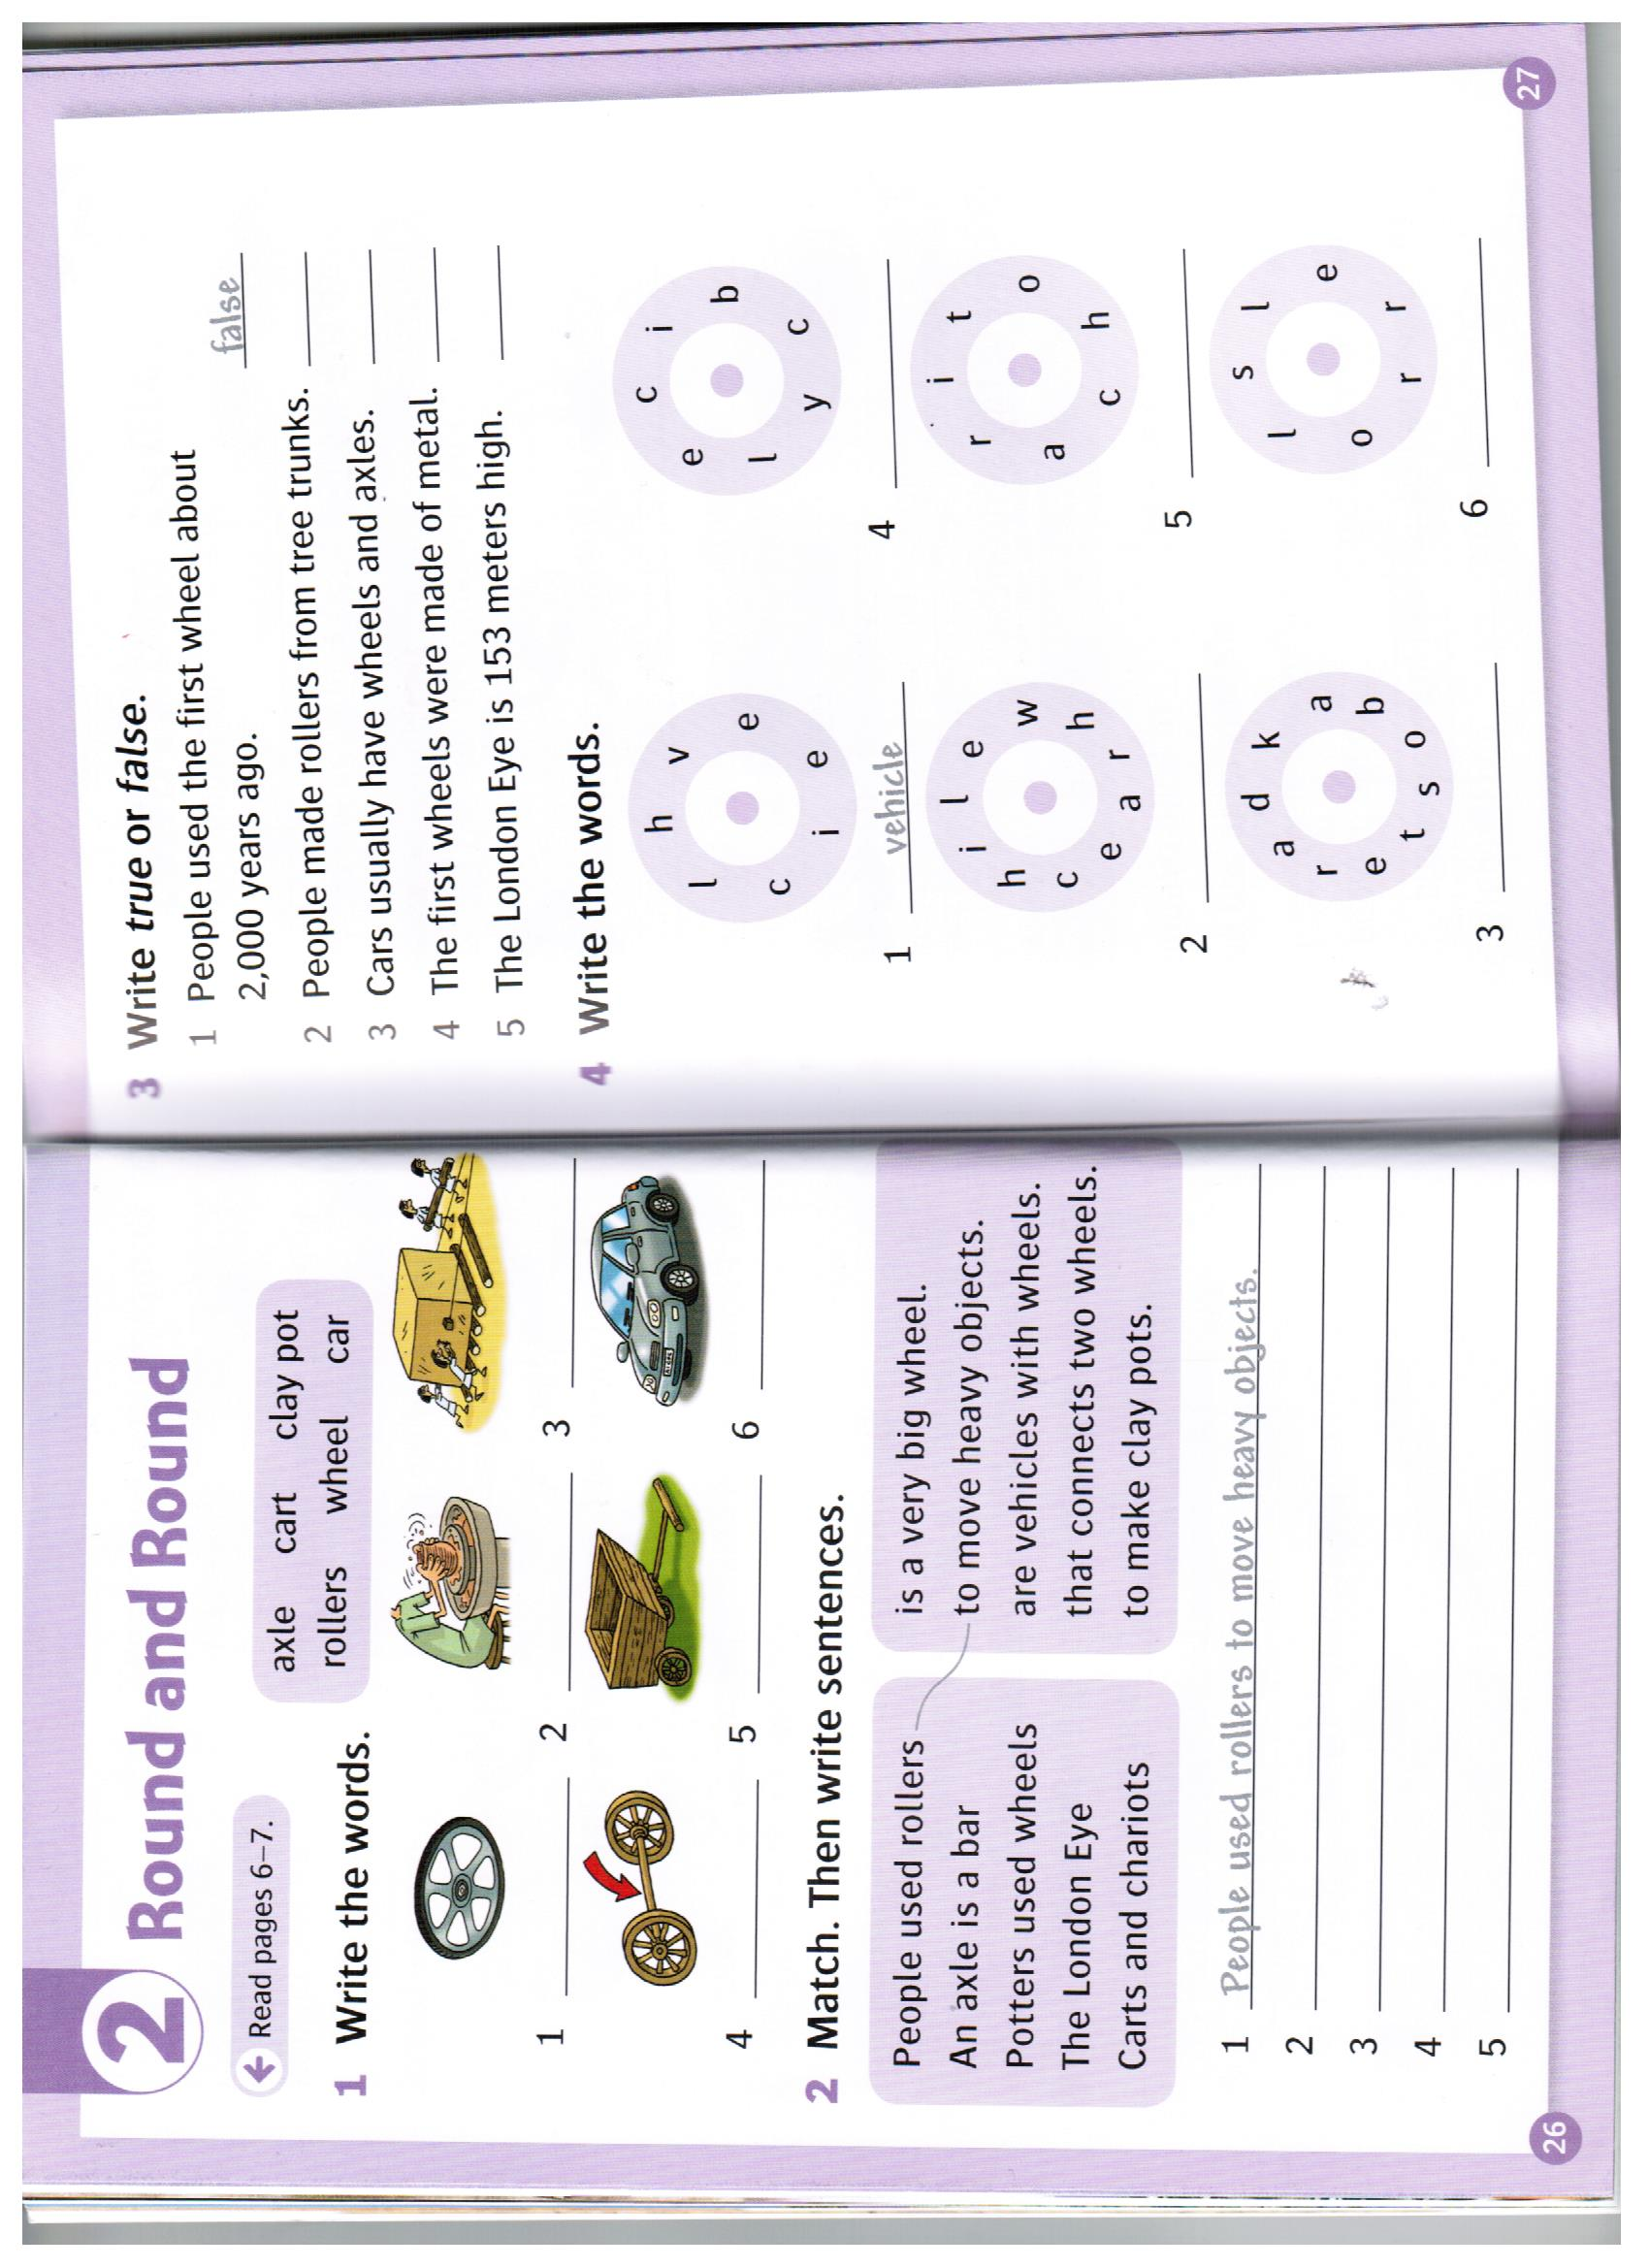 2 Round and Round
← Read pages 6–7.
axle cart clay pot
rollers wheel car
1 Write the words.
1 2 3
4 5 6
2 Match. Then write sentences.
People used rollers
An axle is a bar
Potters used wheels
The London Eye
Carts and chariots
is a very big wheel.
to move heavy objects.
are vehicles with wheels.
that connects two wheels.
to make clay pots.
1 People used rollers to move heavy objects.
2
3
4
5
26
3 Write true or false.
1 People used the first wheel about
2,000 years ago. false
2 People made rollers from tree trunks.
3 Cars usually have wheels and axles.
4 The first wheels were made of metal.
5 The London Eye is 153 meters high.
4 Write the words.
h v e e i c l
1 vehicle
e c i b c y l
4
h i l e w h r a e c
2
r i t o h c a
5
a d k a b o s t e r
3
l s l e r r o
6
27